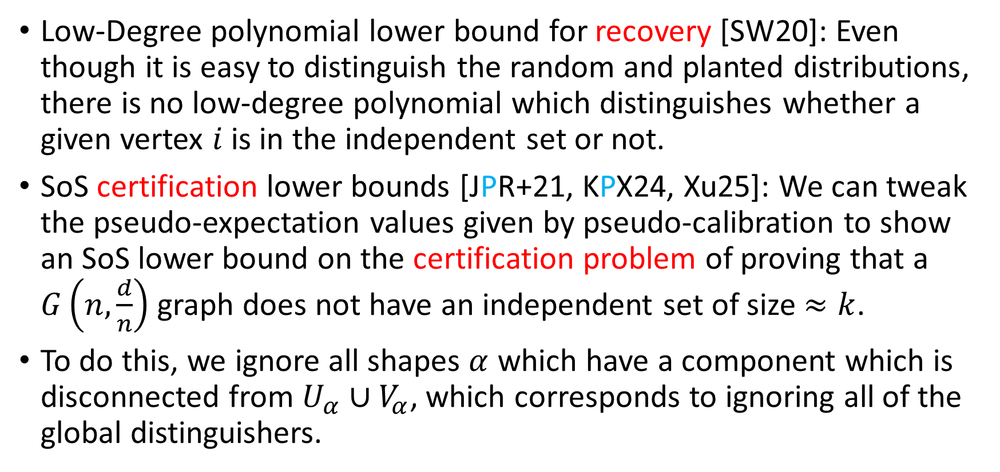 • Low-Degree polynomial lower bound for recovery [SW20]: Even
though it is easy to distinguish the random and planted distributions,
there is no low-degree polynomial which distinguishes whether a
given vertex 𝑖 is in the independent set or not.
• SoS certification lower bounds [JPR+21, KPX24, Xu25]: We can tweak
the pseudo-expectation values given by pseudo-calibration to show
an SoS lower bound on the certification problem of proving that a
𝐺(𝑛, 𝑑/𝑛) graph does not have an independent set of size ≈ 𝑘.
• To do this, we ignore all shapes 𝛼 which have a component which is
disconnected from 𝑈_𝛼 ∪ 𝑉_𝛼, which corresponds to ignoring all of the
global distinguishers.